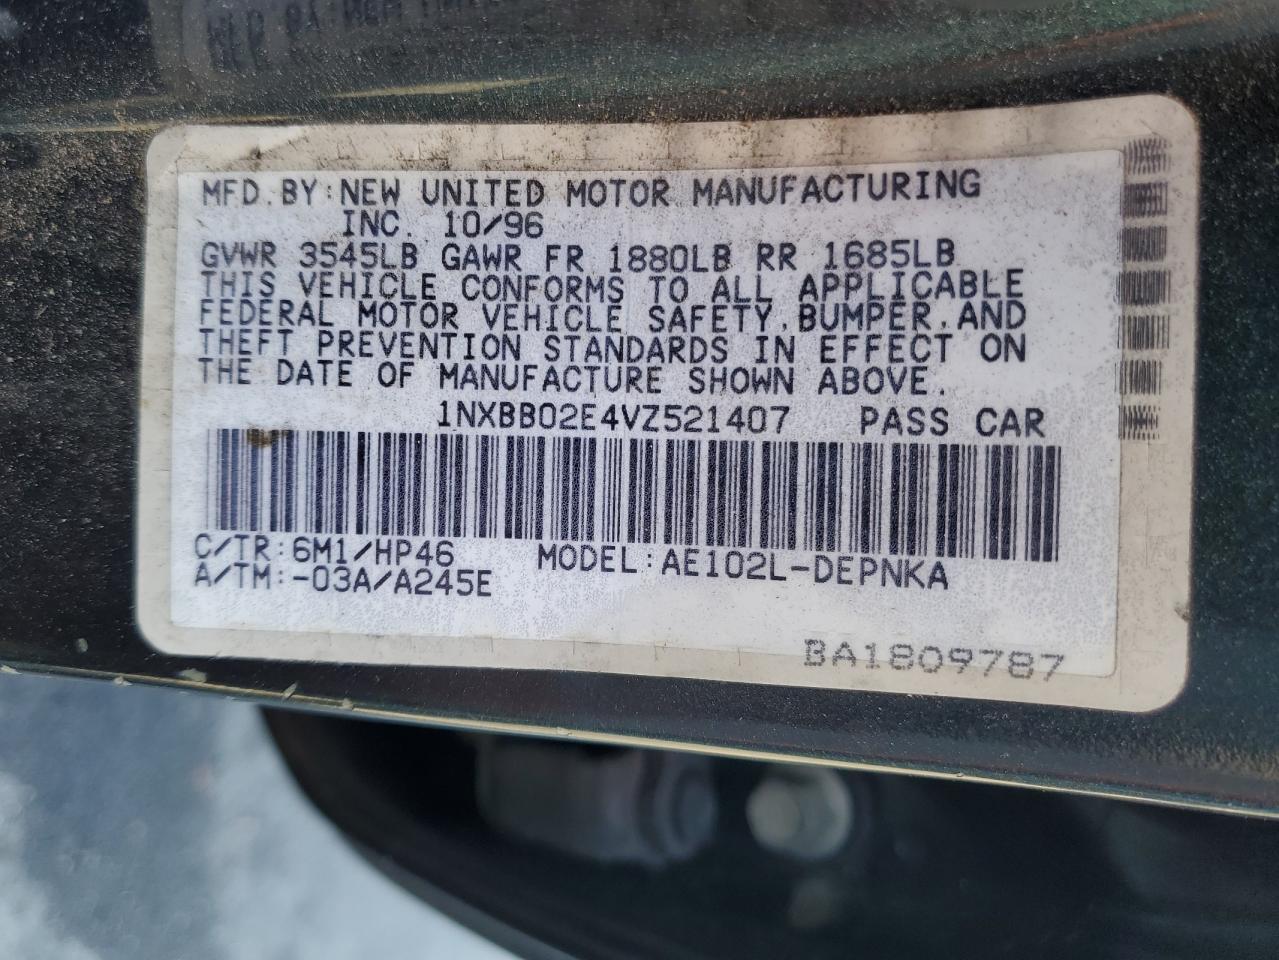 MFD. BY: NEW UNITED MOTOR MANUFACTURING
INC. 10/96
GVWR 3545LB GAWR FR 1880LB RR 1685LB
THIS VEHICLE CONFORMS TO ALL APPLICABLE
FEDERAL MOTOR VEHICLE SAFETY, BUMPER, AND
THEFT PREVENTION STANDARDS IN EFFECT ON
THE DATE OF MANUFACTURE SHOWN ABOVE.
1NXBB02E4VZ521407 PASS CAR
C/TR: 6M1/HP46 MODEL: AE102L-DEPNKA
A/TM: -03A/A245E
BA1809787